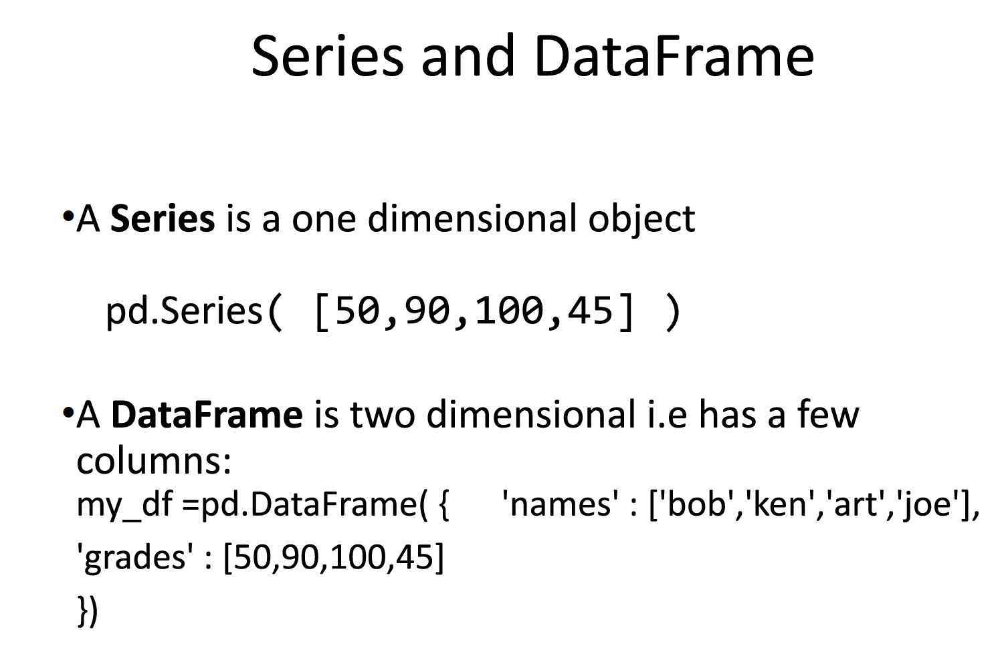 Series and DataFrame
•A Series is a one dimensional object
pd.Series( [50,90,100,45] )
•A DataFrame is two dimensional i.e has a few
columns:
my_df =pd.DataFrame( { 'names' : ['bob','ken','art','joe'],
'grades' : [50,90,100,45]
})